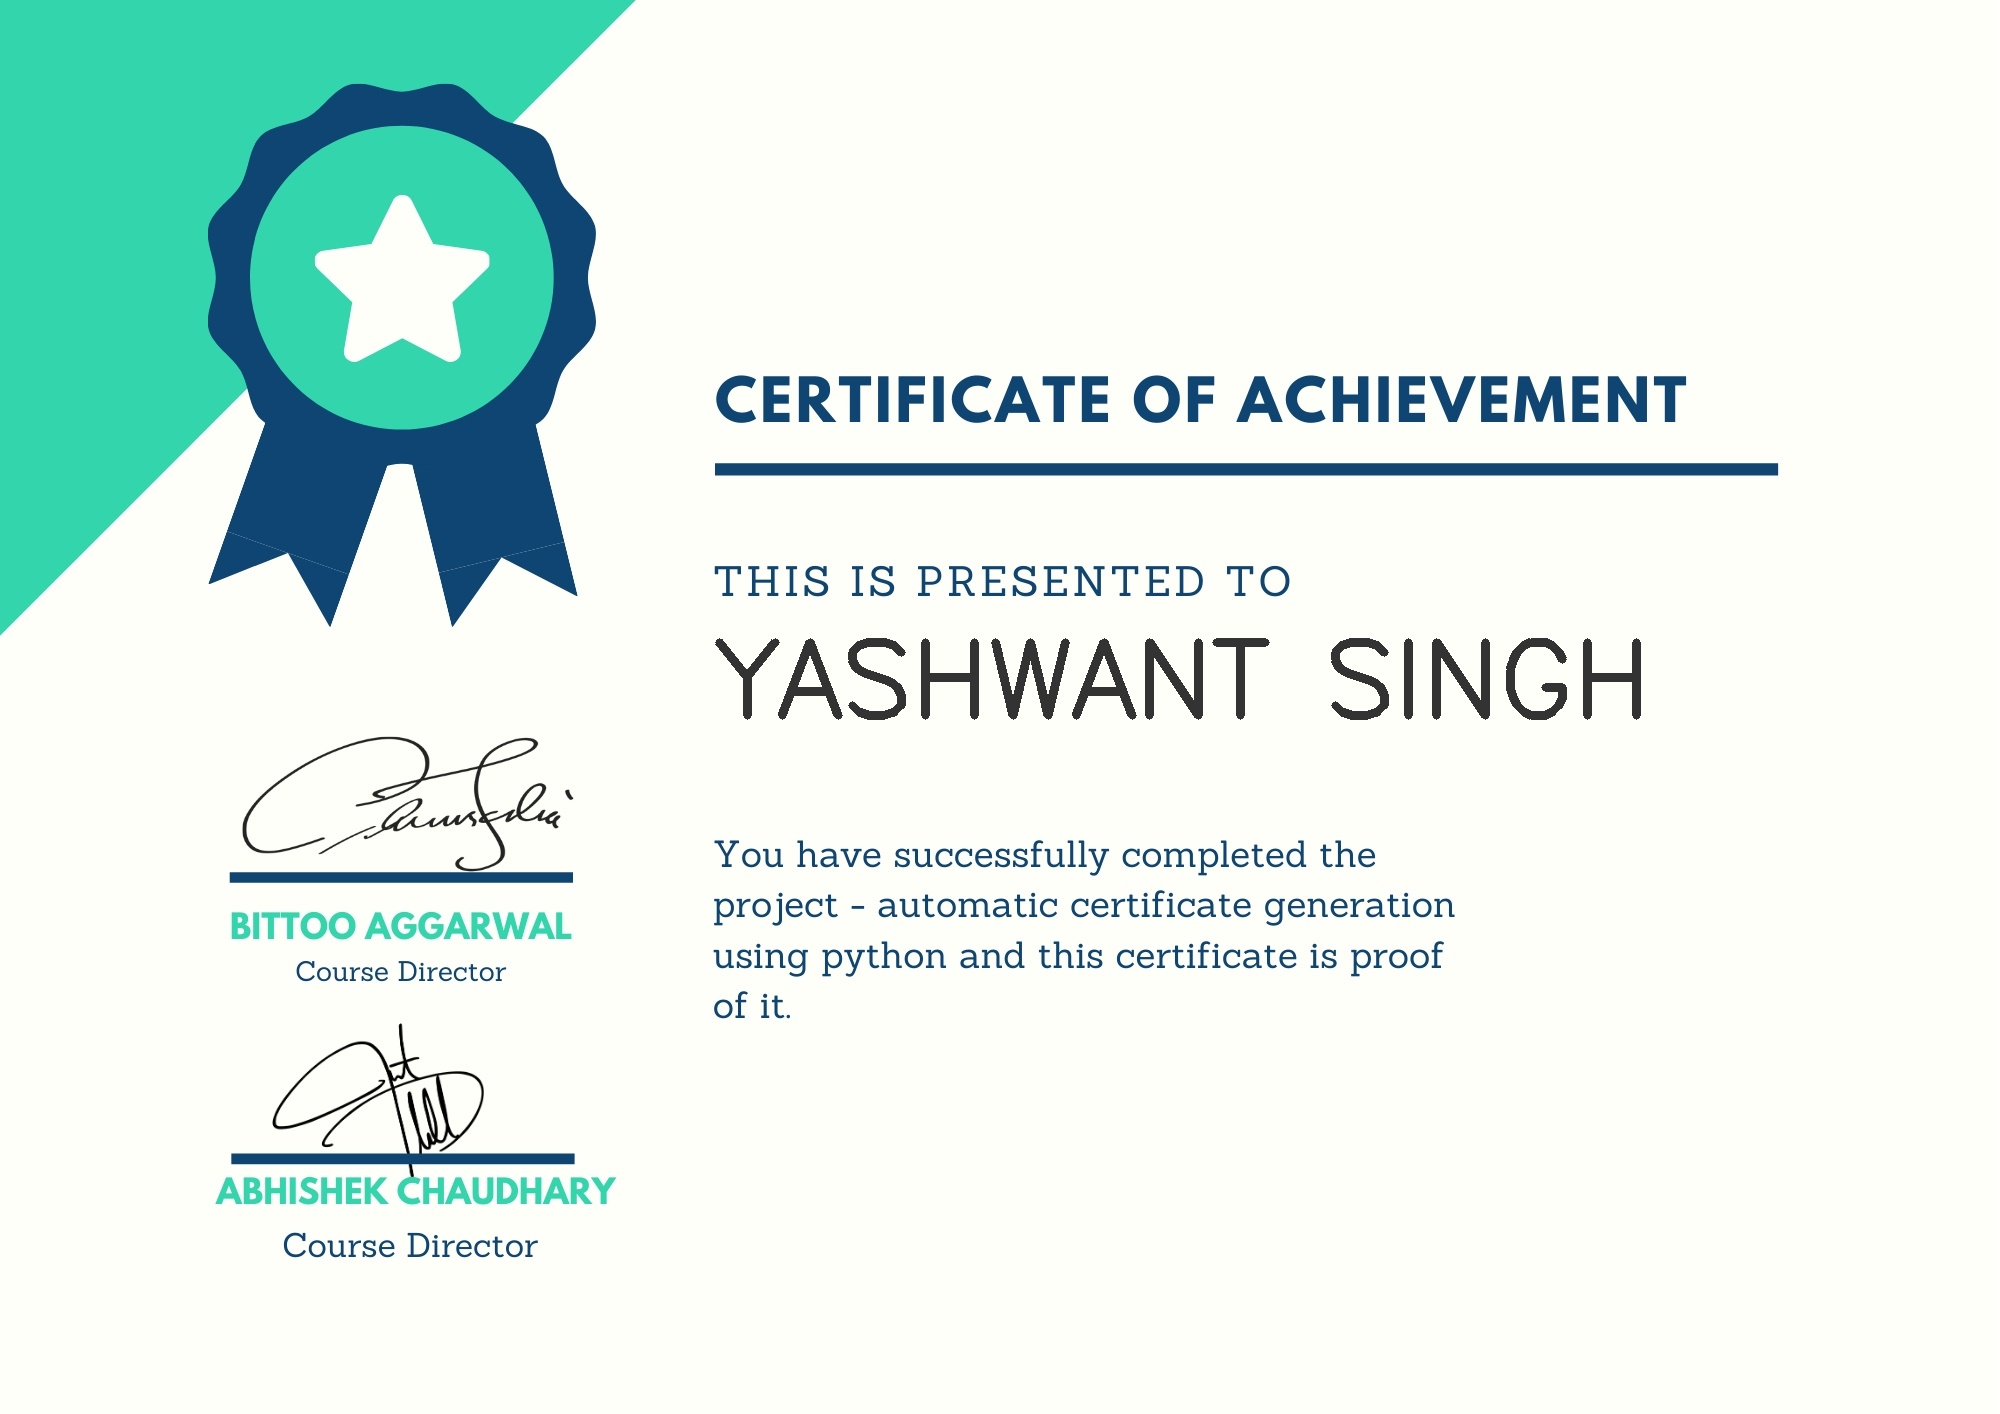 CERTIFICATE OF ACHIEVEMENT
THIS IS PRESENTED TO
YASHWANT SINGH
You have successfully completed the
project - automatic certificate generation
using python and this certificate is proof
of it.
BITTOO AGGARWAL
Course Director
ABHISHEK CHAUDHARY
Course Director